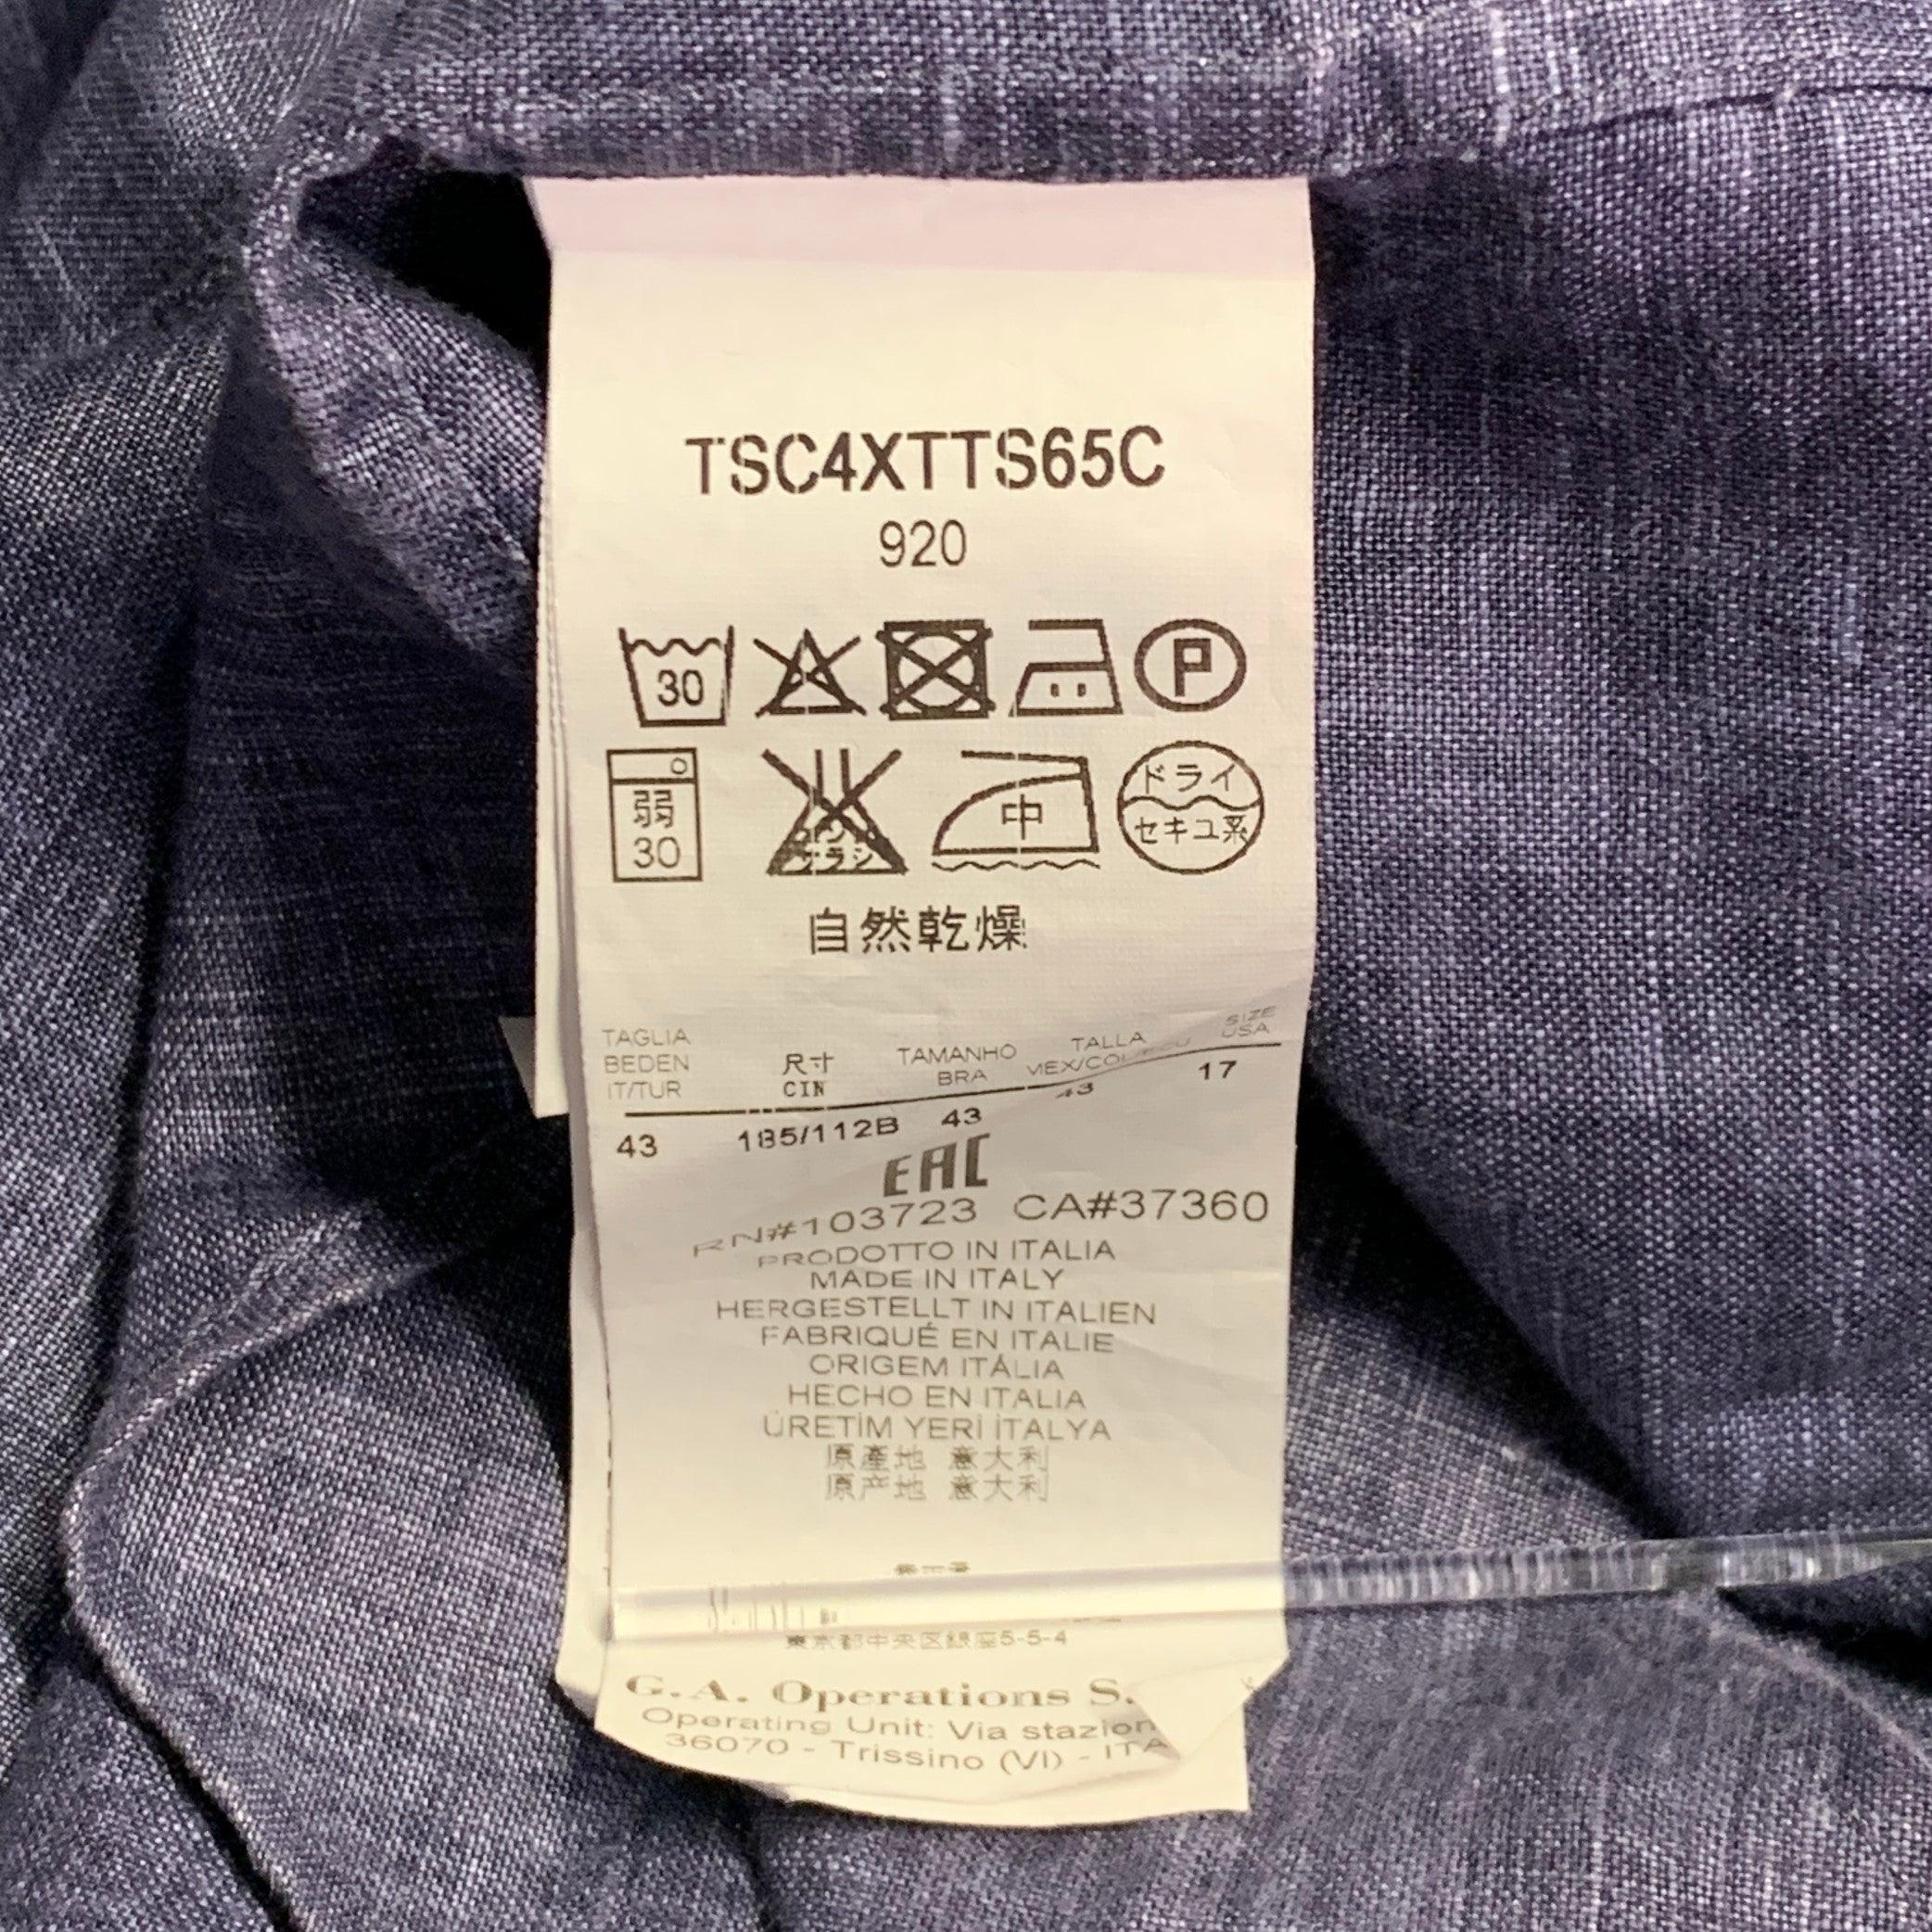 TSC4XTTS65C
920
30
P
弱
30
中
ドライ
セキユ系
自然乾燥
TAGLIA BEDEN IT/TUR
尺寸 CIN
TAMANHO BRA
TALLA
SIZE USA
43 185/112B 43 43 17
EAC
RN#103723 CA#37360
PRODOTTO IN ITALIA
MADE IN ITALY
HERGESTELLT IN ITALIEN
FABRIQUÉ EN ITALIE
ORIGEM ITÁLIA
HECHO EN ITALIA
ÜRETİM YERİ İTALYA
原產地 意大利
原产地 意大利
東京都中央区銀座5-5-4
G.A. Operations S.
Operating Unit: Via stazion
36070 - Trissino (VI) - ITA